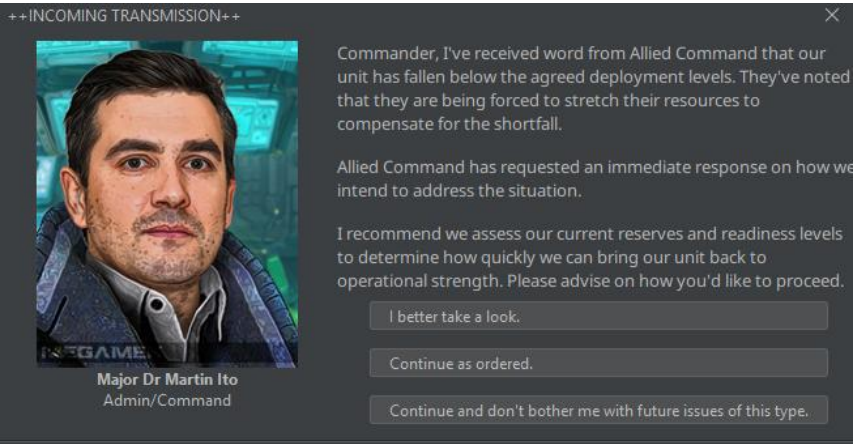 ++INCOMING TRANSMISSION++
Commander, I've received word from Allied Command that our
unit has fallen below the agreed deployment levels. They've noted
that they are being forced to stretch their resources to
compensate for the shortfall.
Allied Command has requested an immediate response on how we
intend to address the situation.
I recommend we assess our current reserves and readiness levels
to determine how quickly we can bring our unit back to
operational strength. Please advise on how you'd like to proceed.
I better take a look.
Continue as ordered.
Continue and don't bother me with future issues of this type.
Major Dr Martin Ito
Admin/Command